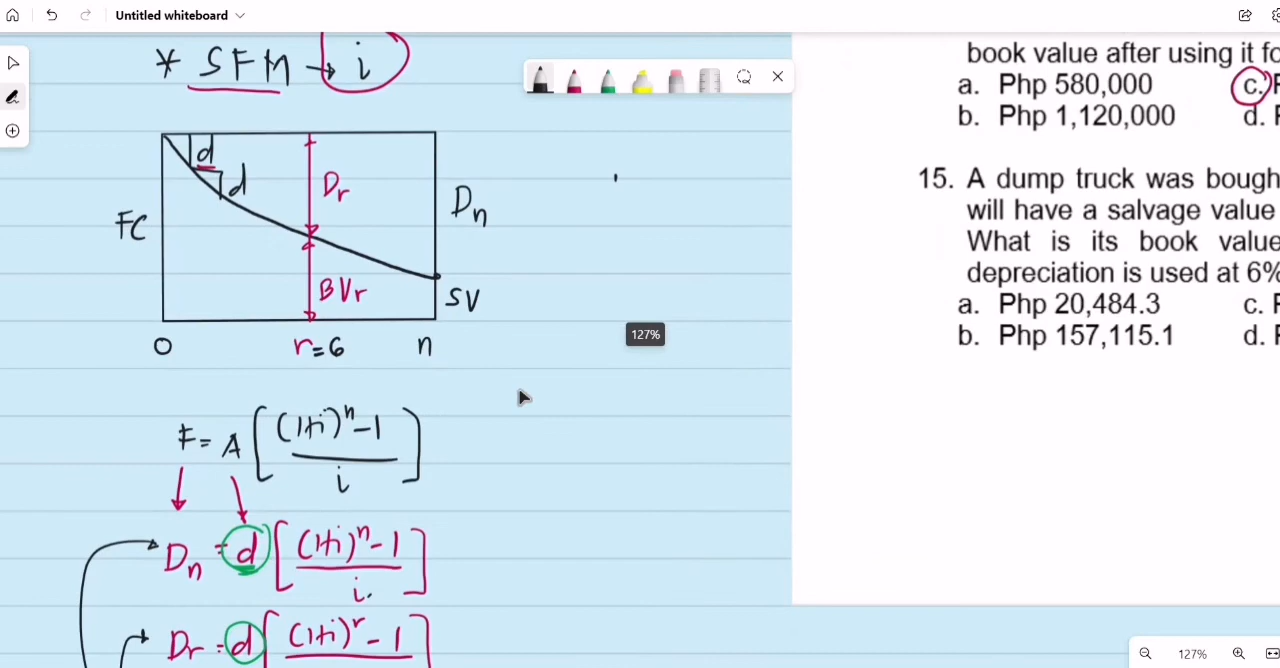 Untitled whiteboard
* SFM → i
d
d
Dr
Dn
FC
BVr
SV
0
r=6
n
127%
F = A [ (1+i)^n - 1 / i ]
Dn = d [ (1+i)^n - 1 / i ]
Dr = d [ (1+i)^r - 1
book value after using it fo
a. Php 580,000
c.
b. Php 1,120,000
d.
15. A dump truck was bough
will have a salvage value
What is its book value
depreciation is used at 6%
a. Php 20,484.3
c.
b. Php 157,115.1
d.
127%